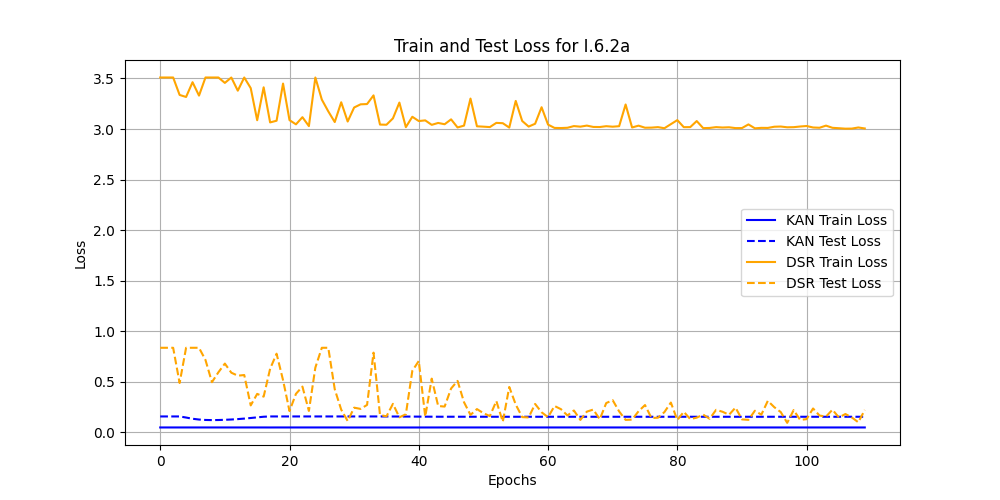 Train and Test Loss for I.6.2a
Loss
3.5
3.0
2.5
2.0
1.5
1.0
0.5
0.0
KAN Train Loss
KAN Test Loss
DSR Train Loss
DSR Test Loss
0 20 40 60 80 100
Epochs